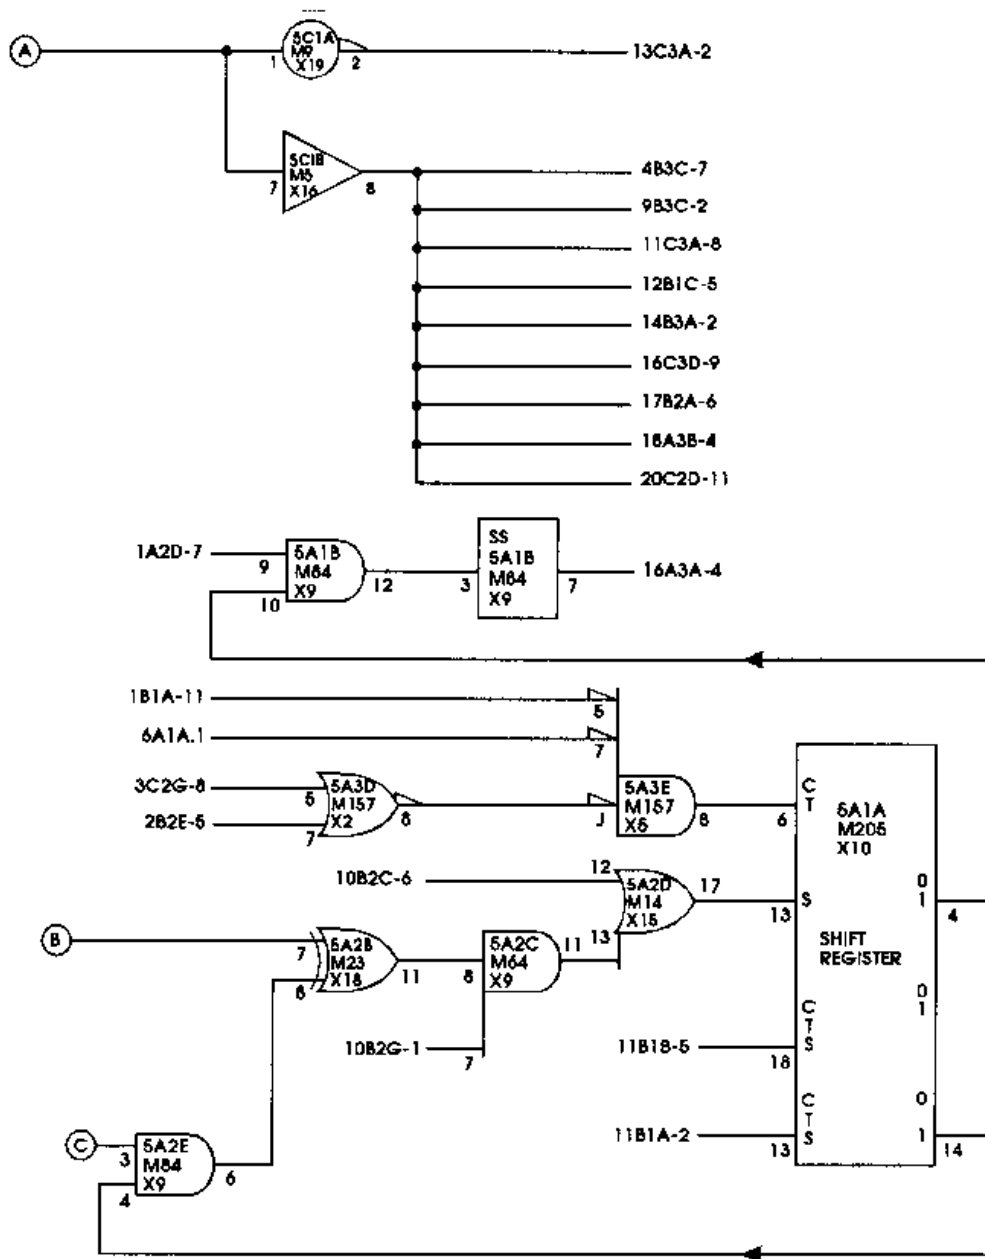 A
5C1A
M9
X19
1
2
13C3A-2
5C1B
M5
X16
7
8
4B3C-7
9B3C-2
11C3A-8
12B1C-5
14B3A-2
16C3D-9
17B2A-6
18A3B-4
20C2D-11
1A2D-7
9
10
5A1B
M64
X9
12
3
SS
5A1B
M64
X9
7
16A3A-4
1B1A-11
5
6A1A.1
7
3C2G-8
5
2B2E-5
7
5A3D
M157
X2
6
J
5A3E
M157
X5
8
6
C
T
5A1A
M205
X10
10B2C-6
12
13
5A2D
M14
X15
17
13
S
0
1
4
SHIFT
REGISTER
B
7
6
5A2B
M23
X18
11
8
5A2C
M64
X9
11
10B2G-1
7
0
1
C
T
S
11B1B-5
18
C
T
S
11B1A-2
13
0
1
14
C
3
4
5A2E
M84
X9
6